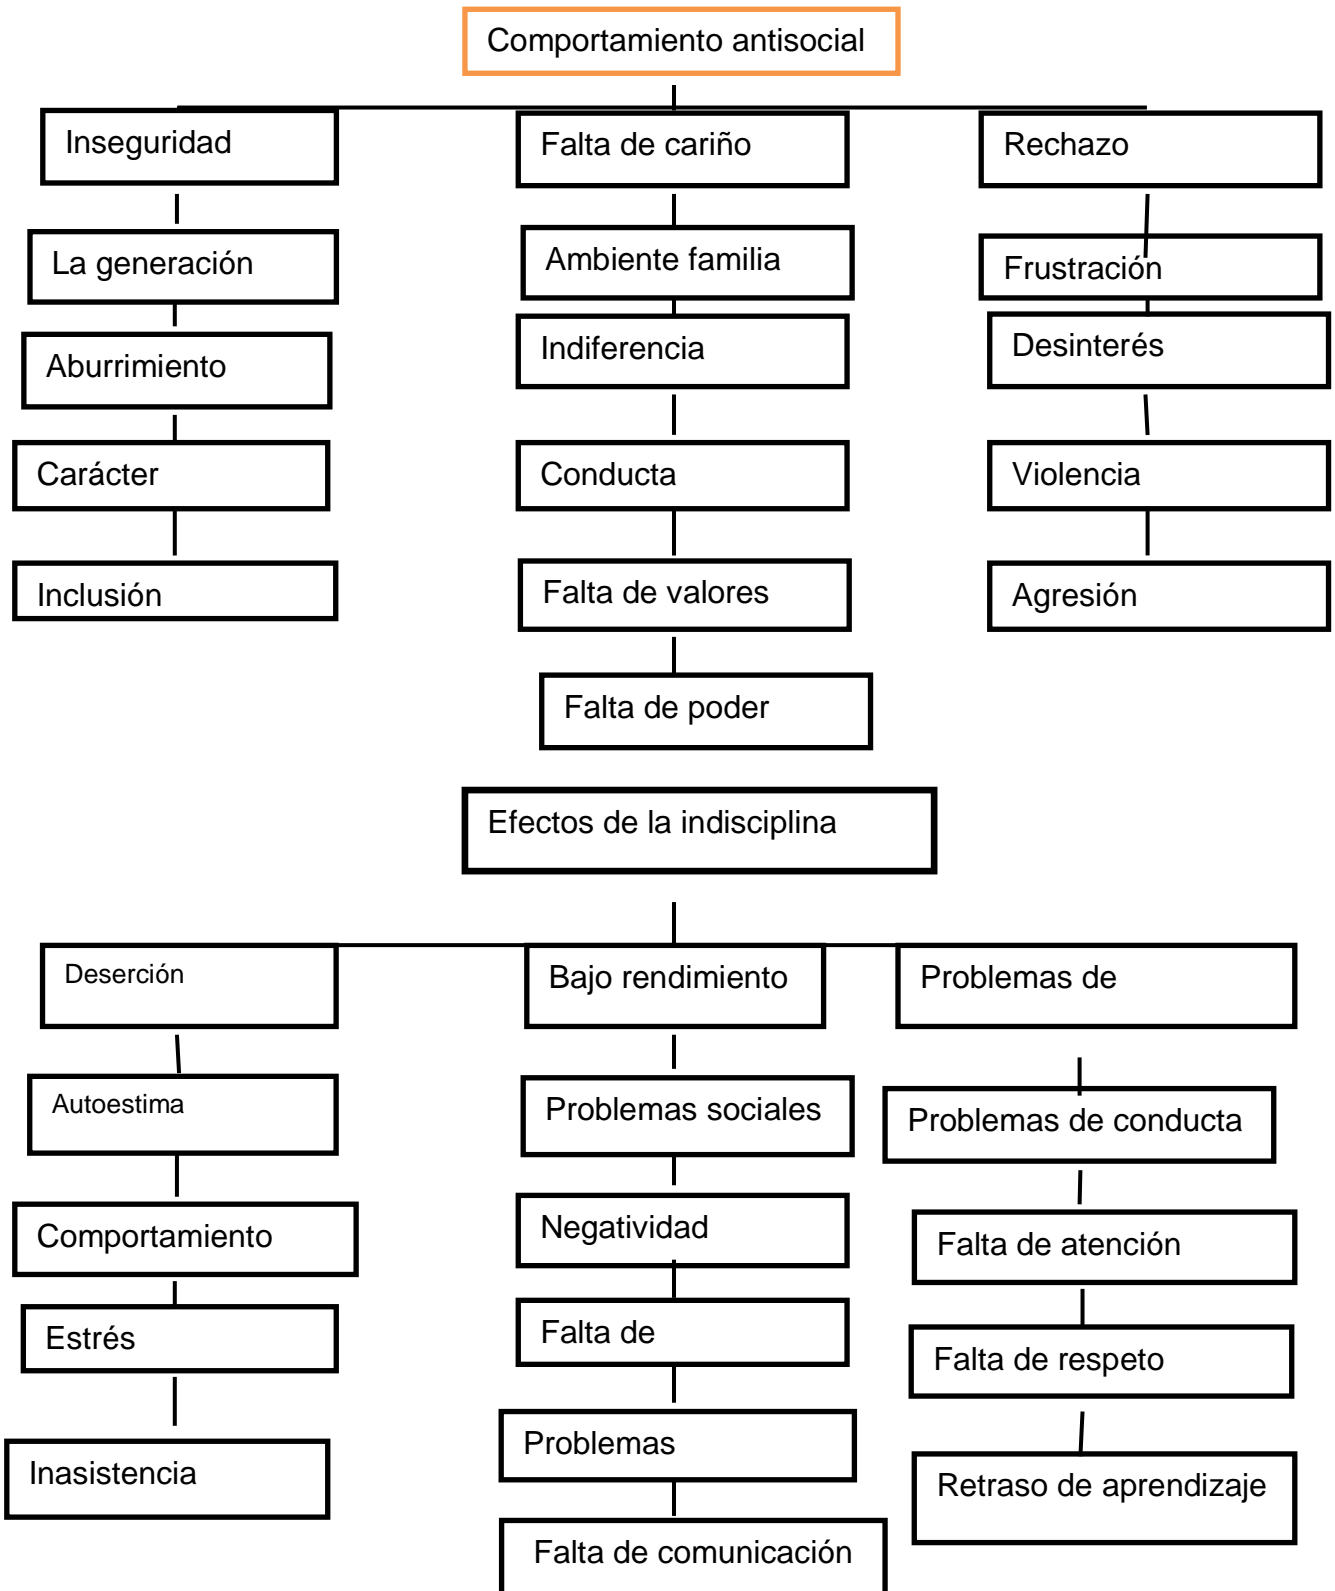 Comportamiento antisocial
Inseguridad
Falta de cariño
Rechazo
La generación
Ambiente familia
Frustración
Aburrimiento
Indiferencia
Desinterés
Carácter
Conducta
Violencia
Inclusión
Falta de valores
Agresión
Falta de poder
Efectos de la indisciplina
Deserción
Bajo rendimiento
Problemas de
Autoestima
Problemas sociales
Problemas de conducta
Comportamiento
Negatividad
Falta de atención
Estrés
Falta de
Falta de respeto
Inasistencia
Problemas
Retraso de aprendizaje
Falta de comunicación